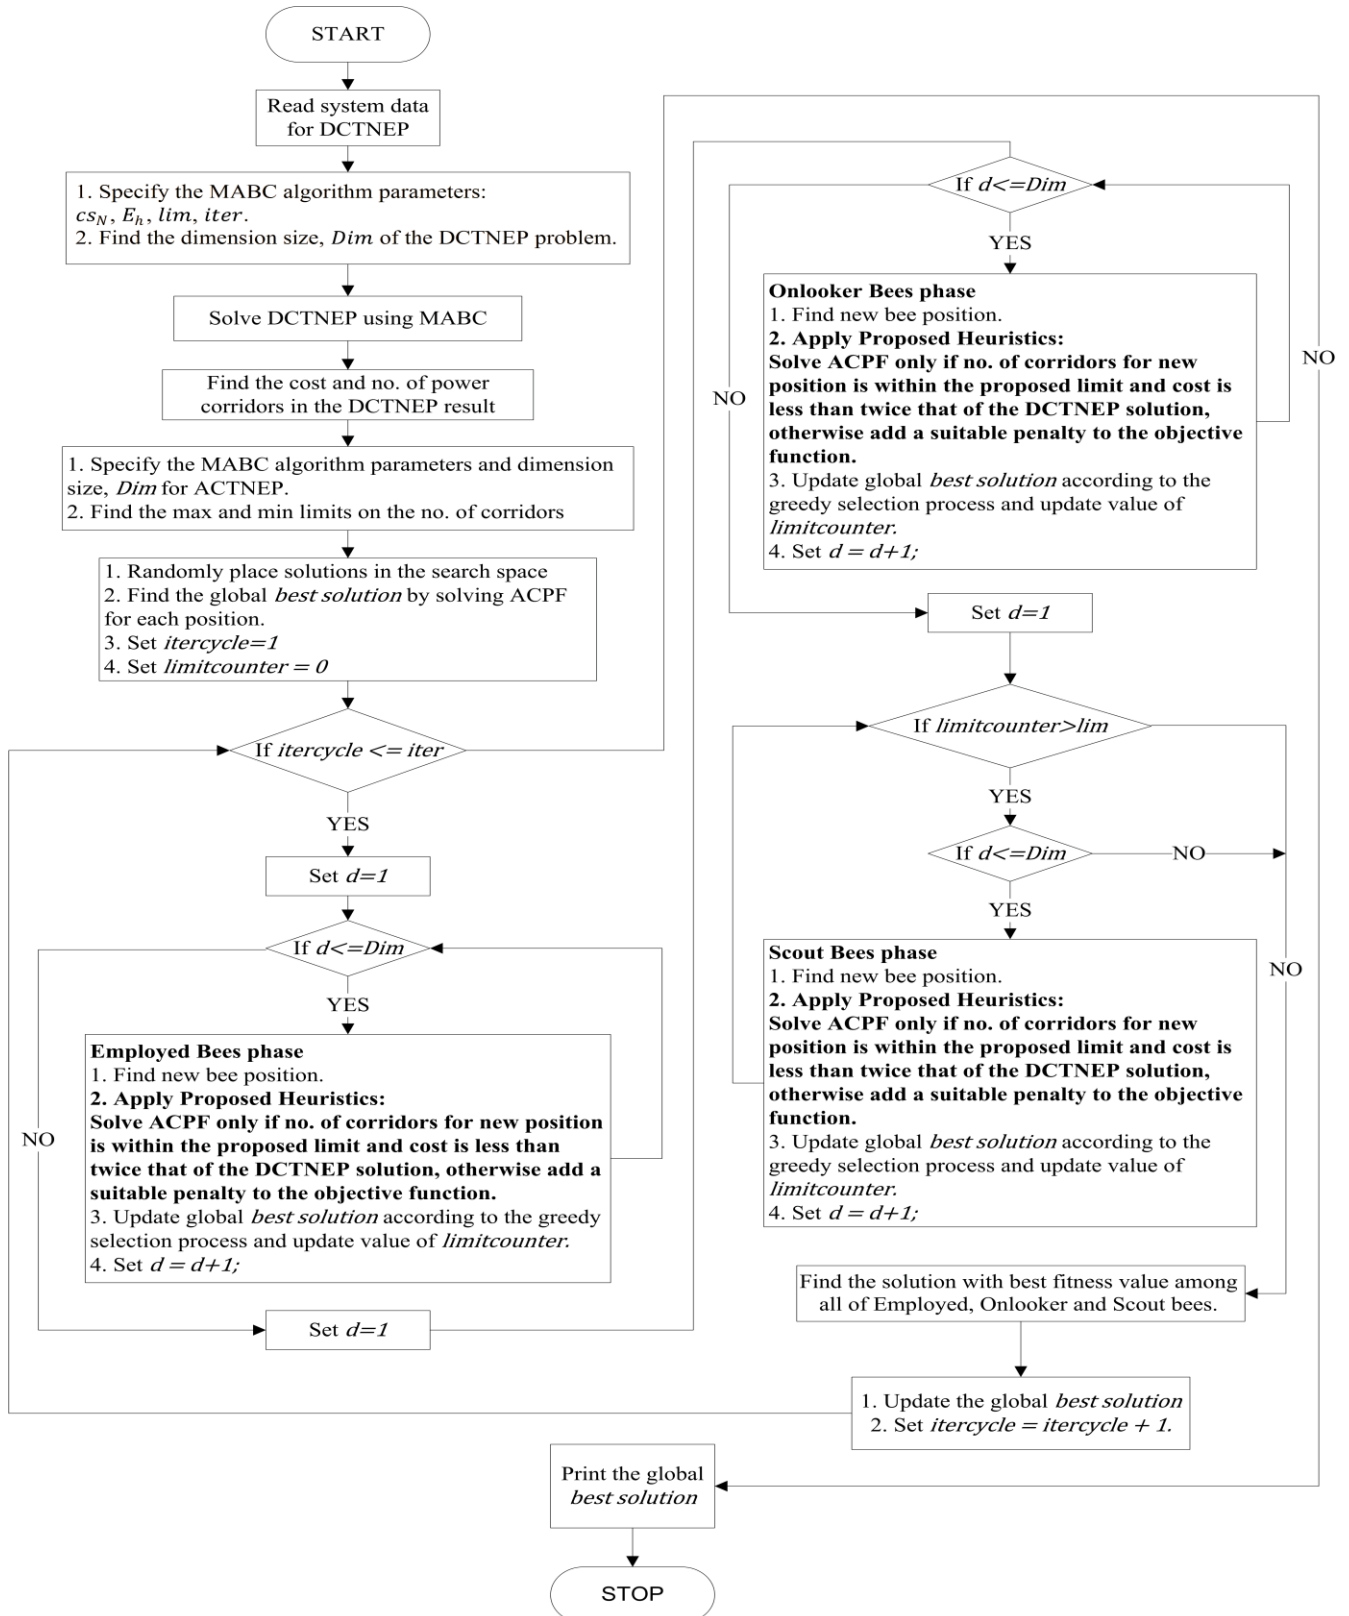 START
Read system data
for DCTNEP
1. Specify the MABC algorithm parameters:
cs_N, E_h, lim, iter.
2. Find the dimension size, Dim of the DCTNEP problem.
Solve DCTNEP using MABC
Find the cost and no. of power
corridors in the DCTNEP result
1. Specify the MABC algorithm parameters and dimension
size, Dim for ACTNEP.
2. Find the max and min limits on the no. of corridors
1. Randomly place solutions in the search space
2. Find the global best solution by solving ACPF
for each position.
3. Set itercycle=1
4. Set limitcounter = 0
If itercycle <= iter
YES
Set d=1
If d<=Dim
YES
NO
Employed Bees phase
1. Find new bee position.
2. Apply Proposed Heuristics:
Solve ACPF only if no. of corridors for new position
is within the proposed limit and cost is less than
twice that of the DCTNEP solution, otherwise add a
suitable penalty to the objective function.
3. Update global best solution according to the greedy
selection process and update value of limitcounter.
4. Set d = d+1;
Set d=1
If d<=Dim
YES
NO
NO
Onlooker Bees phase
1. Find new bee position.
2. Apply Proposed Heuristics:
Solve ACPF only if no. of corridors for new
position is within the proposed limit and cost is
less than twice that of the DCTNEP solution,
otherwise add a suitable penalty to the objective
function.
3. Update global best solution according to the
greedy selection process and update value of
limitcounter.
4. Set d = d+1;
Set d=1
If limitcounter>lim
YES
If d<=Dim
NO
YES
NO
Scout Bees phase
1. Find new bee position.
2. Apply Proposed Heuristics:
Solve ACPF only if no. of corridors for new
position is within the proposed limit and cost is
less than twice that of the DCTNEP solution,
otherwise add a suitable penalty to the objective
function.
3. Update global best solution according to the
greedy selection process and update value of
limitcounter.
4. Set d = d+1;
Find the solution with best fitness value among
all of Employed, Onlooker and Scout bees.
1. Update the global best solution
2. Set itercycle = itercycle + 1.
Print the global
best solution
STOP